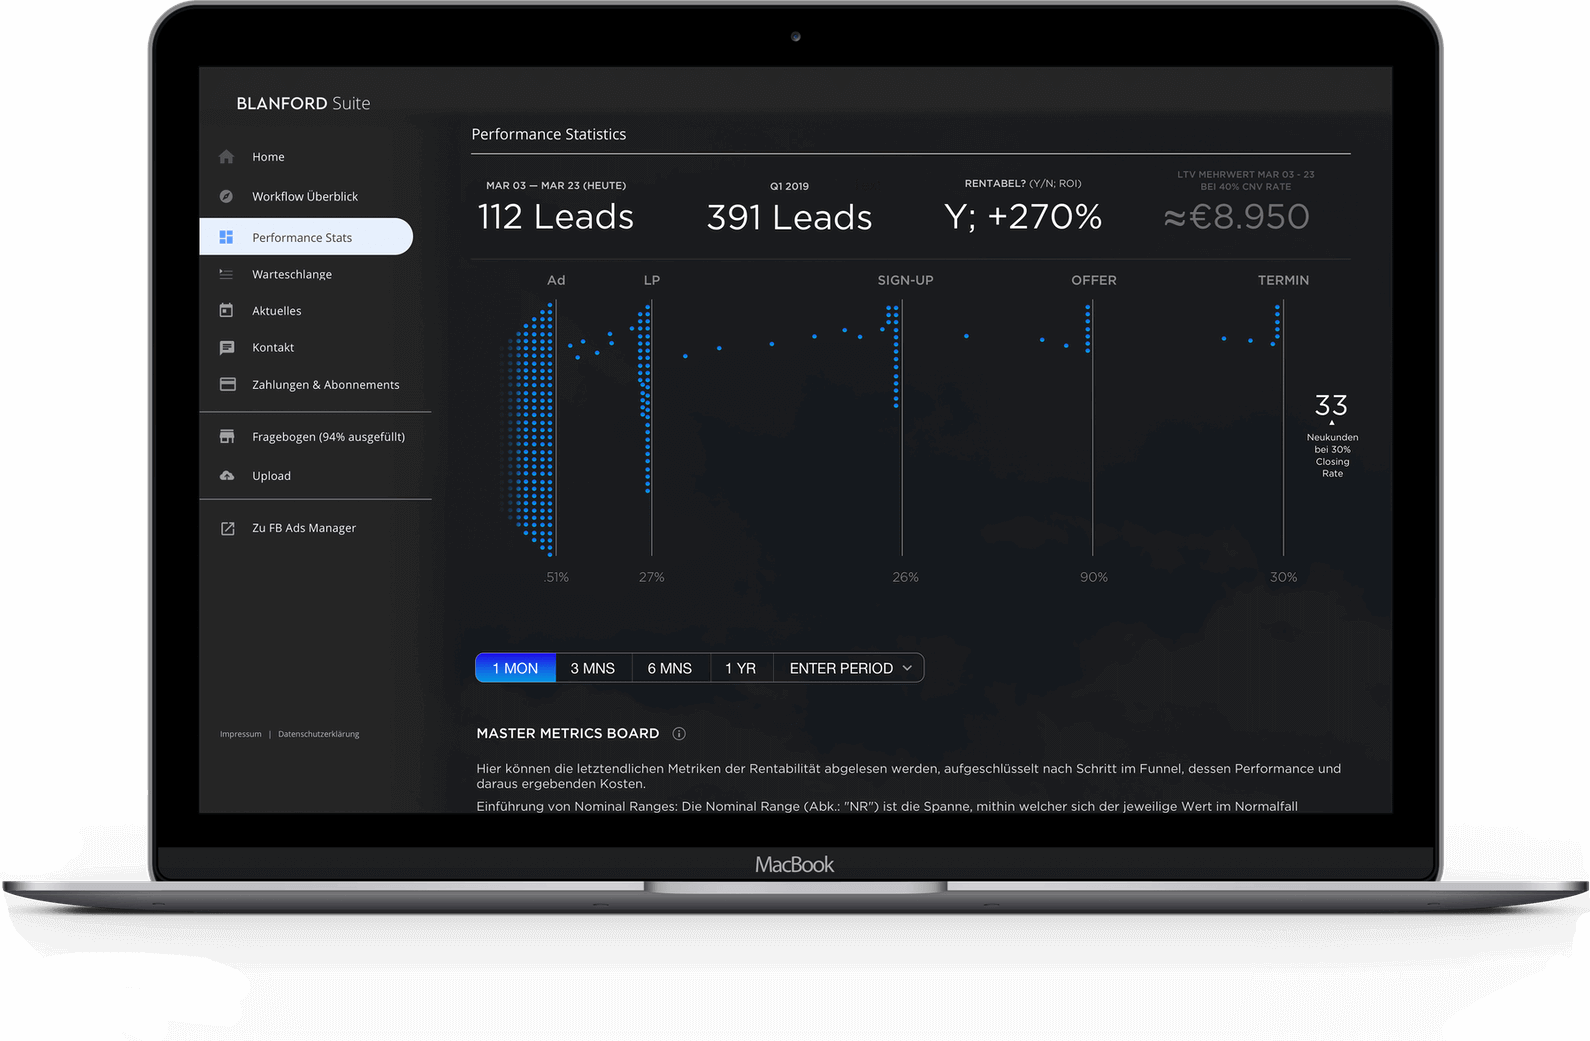 BLANFORD Suite
Home
Workflow Überblick
Performance Stats
Warteschlange
Aktuelles
Kontakt
Zahlungen & Abonnements
Fragebogen (94% ausgefüllt)
Upload
Zu FB Ads Manager
Impressum | Datenschutzerklärung
Performance Statistics
MAR 03 — MAR 23 (HEUTE)
112 Leads
Q1 2019
391 Leads
RENTABEL? (Y/N; ROI)
Y; +270%
LTV MEHRWERT MAR 03 - 23
BEI 40% CNV RATE
≈€8.950
Ad LP SIGN-UP OFFER TERMIN
33
Neukunden
bei 30%
Closing
Rate
.51% 27% 26% 90% 30%
1 MON 3 MNS 6 MNS 1 YR ENTER PERIOD
MASTER METRICS BOARD
Hier können die letztendlichen Metriken der Rentabilität abgelesen werden, aufgeschlüsselt nach Schritt im Funnel, dessen Performance und
daraus ergebenden Kosten.
Einführung von Nominal Ranges: Die Nominal Range (Abk.: "NR") ist die Spanne, mithin welcher sich der jeweilige Wert im Normalfall
MacBook